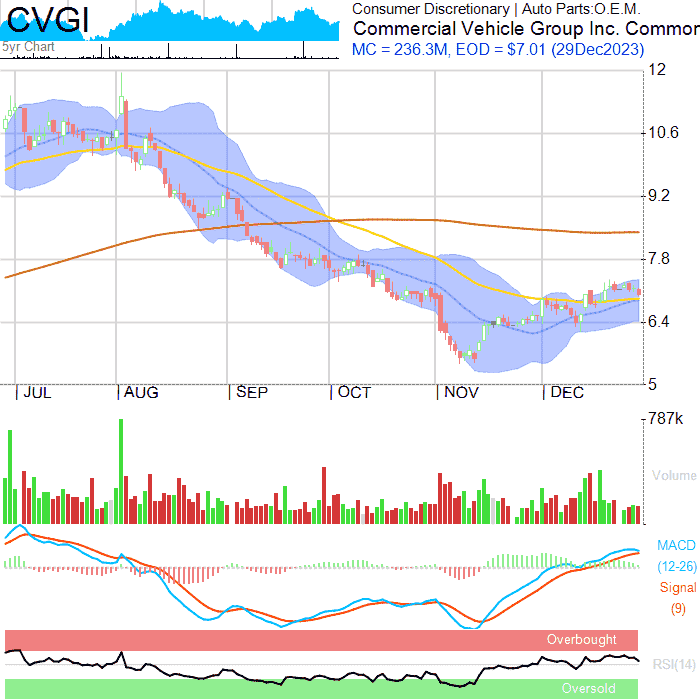 CVGI
5yr Chart
Consumer Discretionary | Auto Parts:O.E.M.
Commercial Vehicle Group Inc. Common
MC = 236.3M, EOD = $7.01 (29Dec2023)
12
10.6
9.2
7.8
6.4
5
JUL AUG SEP OCT NOV DEC
787k
Volume
MACD
(12-26)
Signal
(9)
Overbought
RSI(14)
Oversold